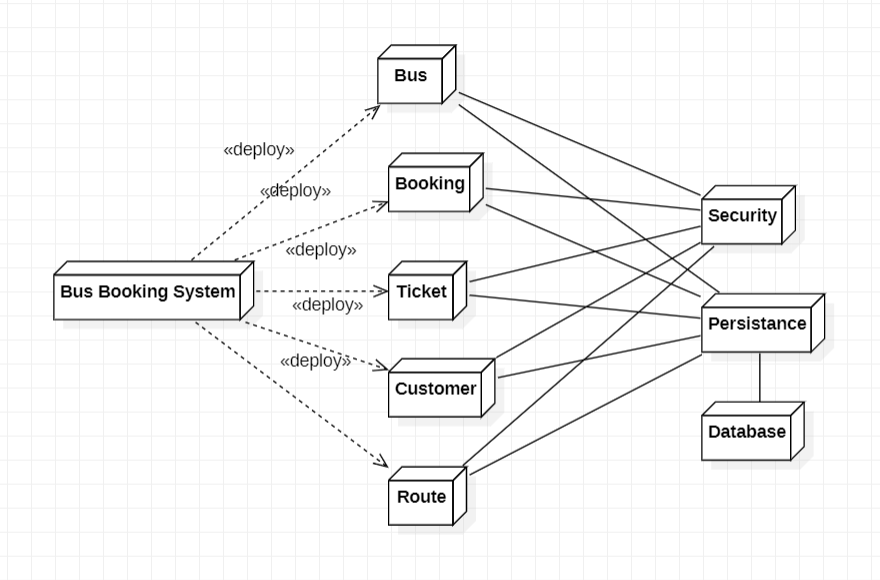 Bus
«deploy»
«deploy»
Booking
Security
«deploy»
Bus Booking System
Ticket
«deploy»
Persistance
«deploy»
Customer
Database
Route